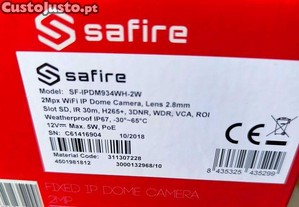 CustoJusto.pt
safire
safire
Model: SF-IPDM934WH-2W
2Mpx WiFi IP Dome Camera, Lens 2.8mm
Slot SD, IR 30m, H265+, 3DNR, WDR, VCA, ROI
Weatherproof IP67, -30°~65°C
12V⎓ Max. 5W, PoE
S/N: C61416904 10/2018
CE
Material Code: 311307228
4501981812 3000132968/10
8 435325 435299
FIXED IP DOME CAMERA
2MP